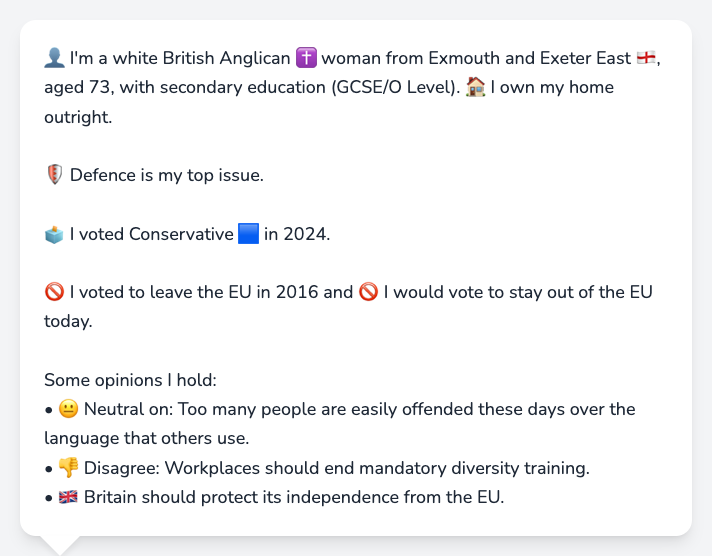 👤 I'm a white British Anglican ✝️ woman from Exmouth and Exeter East 🏴󠁧󠁢󠁥󠁮󠁧󠁿,
aged 73, with secondary education (GCSE/O Level). 🏠 I own my home
outright.
🛡️ Defence is my top issue.
🗳️ I voted Conservative 🟦 in 2024.
🚫 I voted to leave the EU in 2016 and 🚫 I would vote to stay out of the EU
today.
Some opinions I hold:
• 😐 Neutral on: Too many people are easily offended these days over the
language that others use.
• 👎 Disagree: Workplaces should end mandatory diversity training.
• 🇬🇧 Britain should protect its independence from the EU.